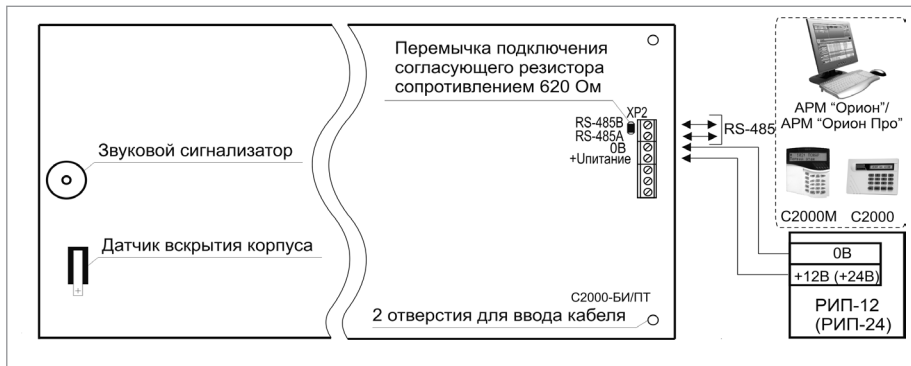 Перемычка подключения
согласующего резистора
сопротивлением 620 Ом
XP2
RS-485B
RS-485A
0В
+Uпитание
RS-485
АРМ “Орион”/
АРМ “Орион Про”
С2000М
С2000
Звуковой сигнализатор
Датчик вскрытия корпуса
С2000-БИ/ПТ
2 отверстия для ввода кабеля
0В
+12В (+24В)
РИП-12
(РИП-24)